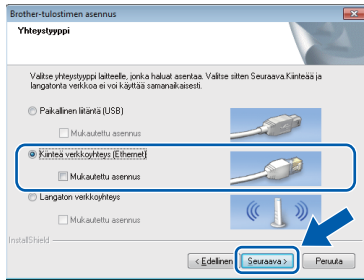 Brother-tulostimen asennus
Yhteystyyppi
Valitse yhteystyyppi laitteelle, jonka haluat asentaa. Valitse sitten Seuraava.Kiinteää ja
langatonta verkkoa ei voi käyttää samanaikaisesti.
Paikallinen liitäntä (USB)
Mukautettu asennus
Kiinteä verkkoyhteys (Ethernet)
Mukautettu asennus
Langaton verkkoyhteys
Mukautettu asennus
InstallShield
< Edellinen Seuraava > Peruuta